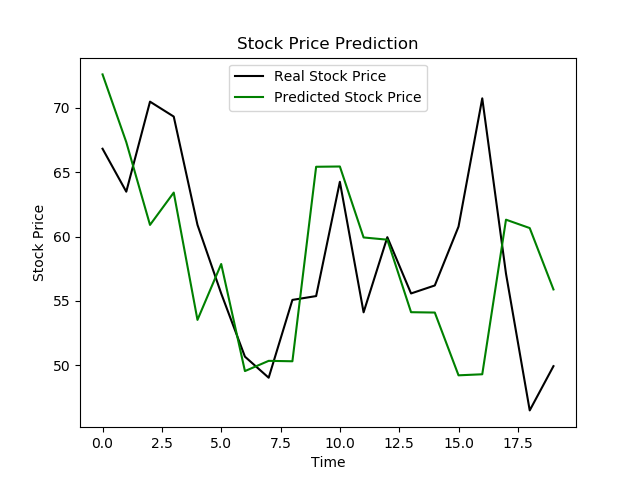 Stock Price Prediction
Real Stock Price
Predicted Stock Price
Stock Price
70
65
60
55
50
0.0 2.5 5.0 7.5 10.0 12.5 15.0 17.5
Time